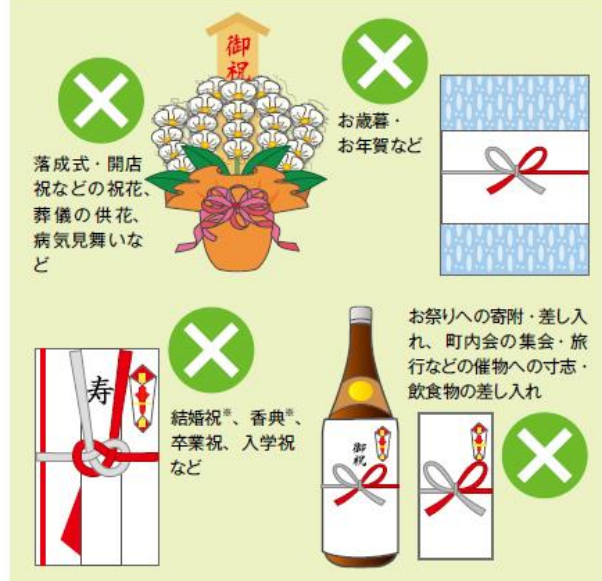 御祝
お歳暮・
お年賀など
落成式・開店
祝などの祝花、
葬儀の供花、
病気見舞いな
ど
お祭りへの寄附・差し入
れ、町内会の集会・旅
行などの催物への寸志・
飲食物の差し入れ
寿
結婚祝※、香典※、
卒業祝、入学祝
など
御祝